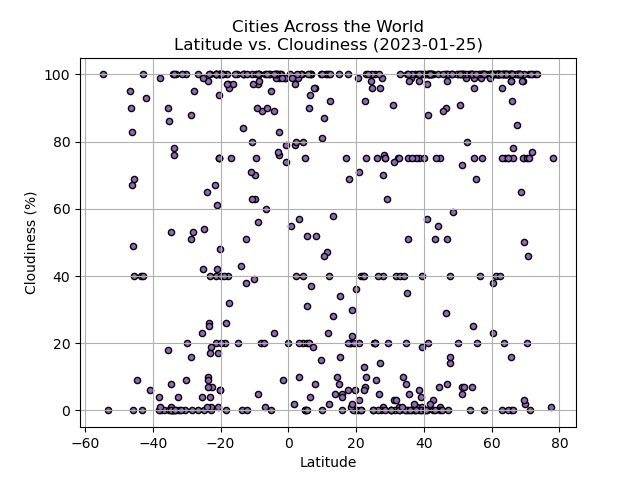 Cities Across the World
Latitude vs. Cloudiness (2023-01-25)
100
80
60
40
20
0
Cloudiness (%)
−60 −40 −20 0 20 40 60 80
Latitude